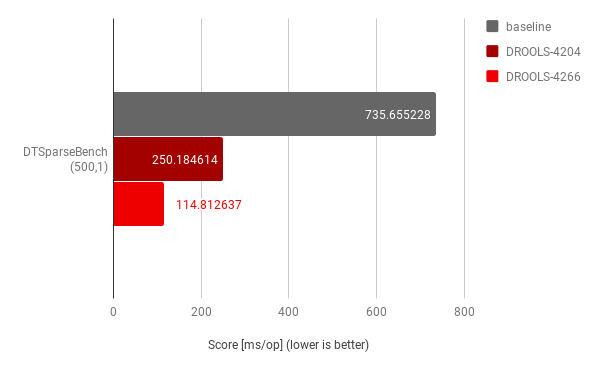 baseline
DROOLS-4204
DROOLS-4266
735.655228
DTSparseBench
(500,1)
250.184614
114.812637
0
200
400
600
800
Score [ms/op] (lower is better)